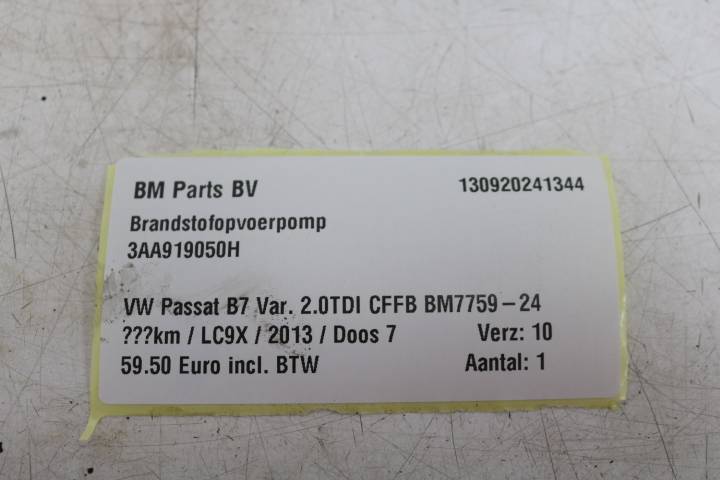 BM Parts BV 130920241344
Brandstofopvoerpomp
3AA919050H
VW Passat B7 Var. 2.0TDI CFFB BM7759-24
???km / LC9X / 2013 / Doos 7 Verz: 10
59.50 Euro incl. BTW Aantal: 1